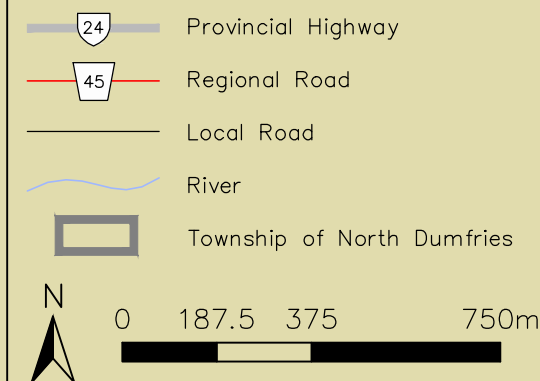 24 Provincial Highway
45 Regional Road
Local Road
River
Township of North Dumfries
N
0 187.5 375 750m